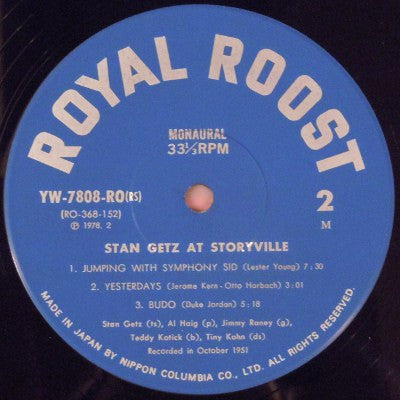 ROYAL ROOST
MONAURAL
33⅓RPM
YW-7808-RO(RS)
(RO-368-152)
Ⓟ 1978. 2
2
M
STAN GETZ AT STORYVILLE
1. JUMPING WITH SYMPHONY SID (Lester Young) 7:30
2. YESTERDAYS (Jerome Kern-Otto Harbach) 3:01
3. BUDO (Duke Jordan) 5:18
Stan Getz (ts), Al Haig (p), Jimmy Raney (g),
Teddy Kotick (b), Tiny Kohn (ds)
Recorded in October 1951
MADE IN JAPAN BY NIPPON COLUMBIA CO., LTD. ALL RIGHTS RESERVED.